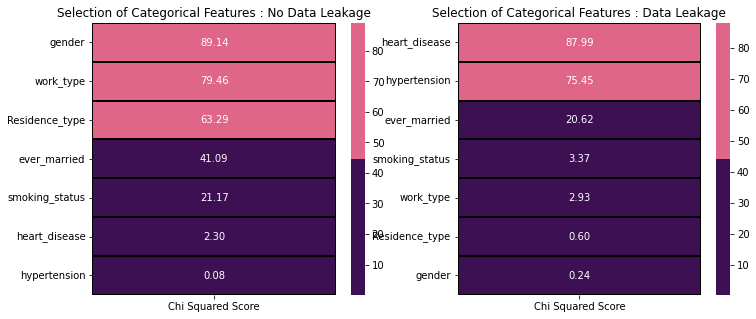 Selection of Categorical Features : No Data Leakage
gender
89.14
work_type
79.46
Residence_type
63.29
ever_married
41.09
smoking_status
21.17
heart_disease
2.30
hypertension
0.08
Chi Squared Score
80
70
60
50
40
30
20
10
Selection of Categorical Features : Data Leakage
heart_disease
87.99
hypertension
75.45
ever_married
20.62
smoking_status
3.37
work_type
2.93
Residence_type
0.60
gender
0.24
Chi Squared Score
80
70
60
50
40
30
20
10